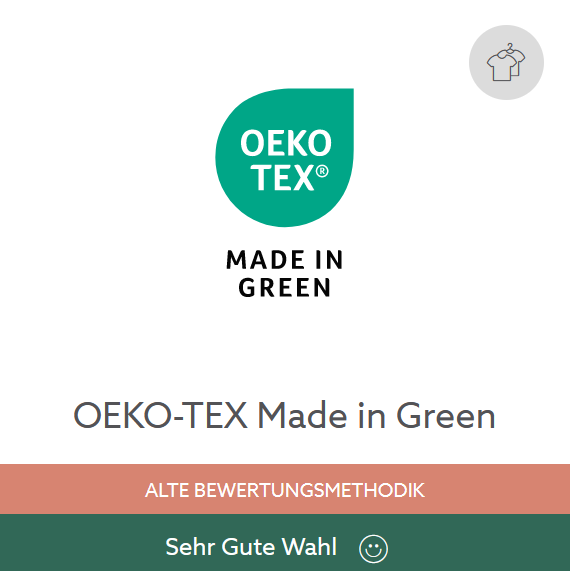 OEKO
TEX®
MADE IN
GREEN
OEKO-TEX Made in Green
ALTE BEWERTUNGSMETHODIK
Sehr Gute Wahl